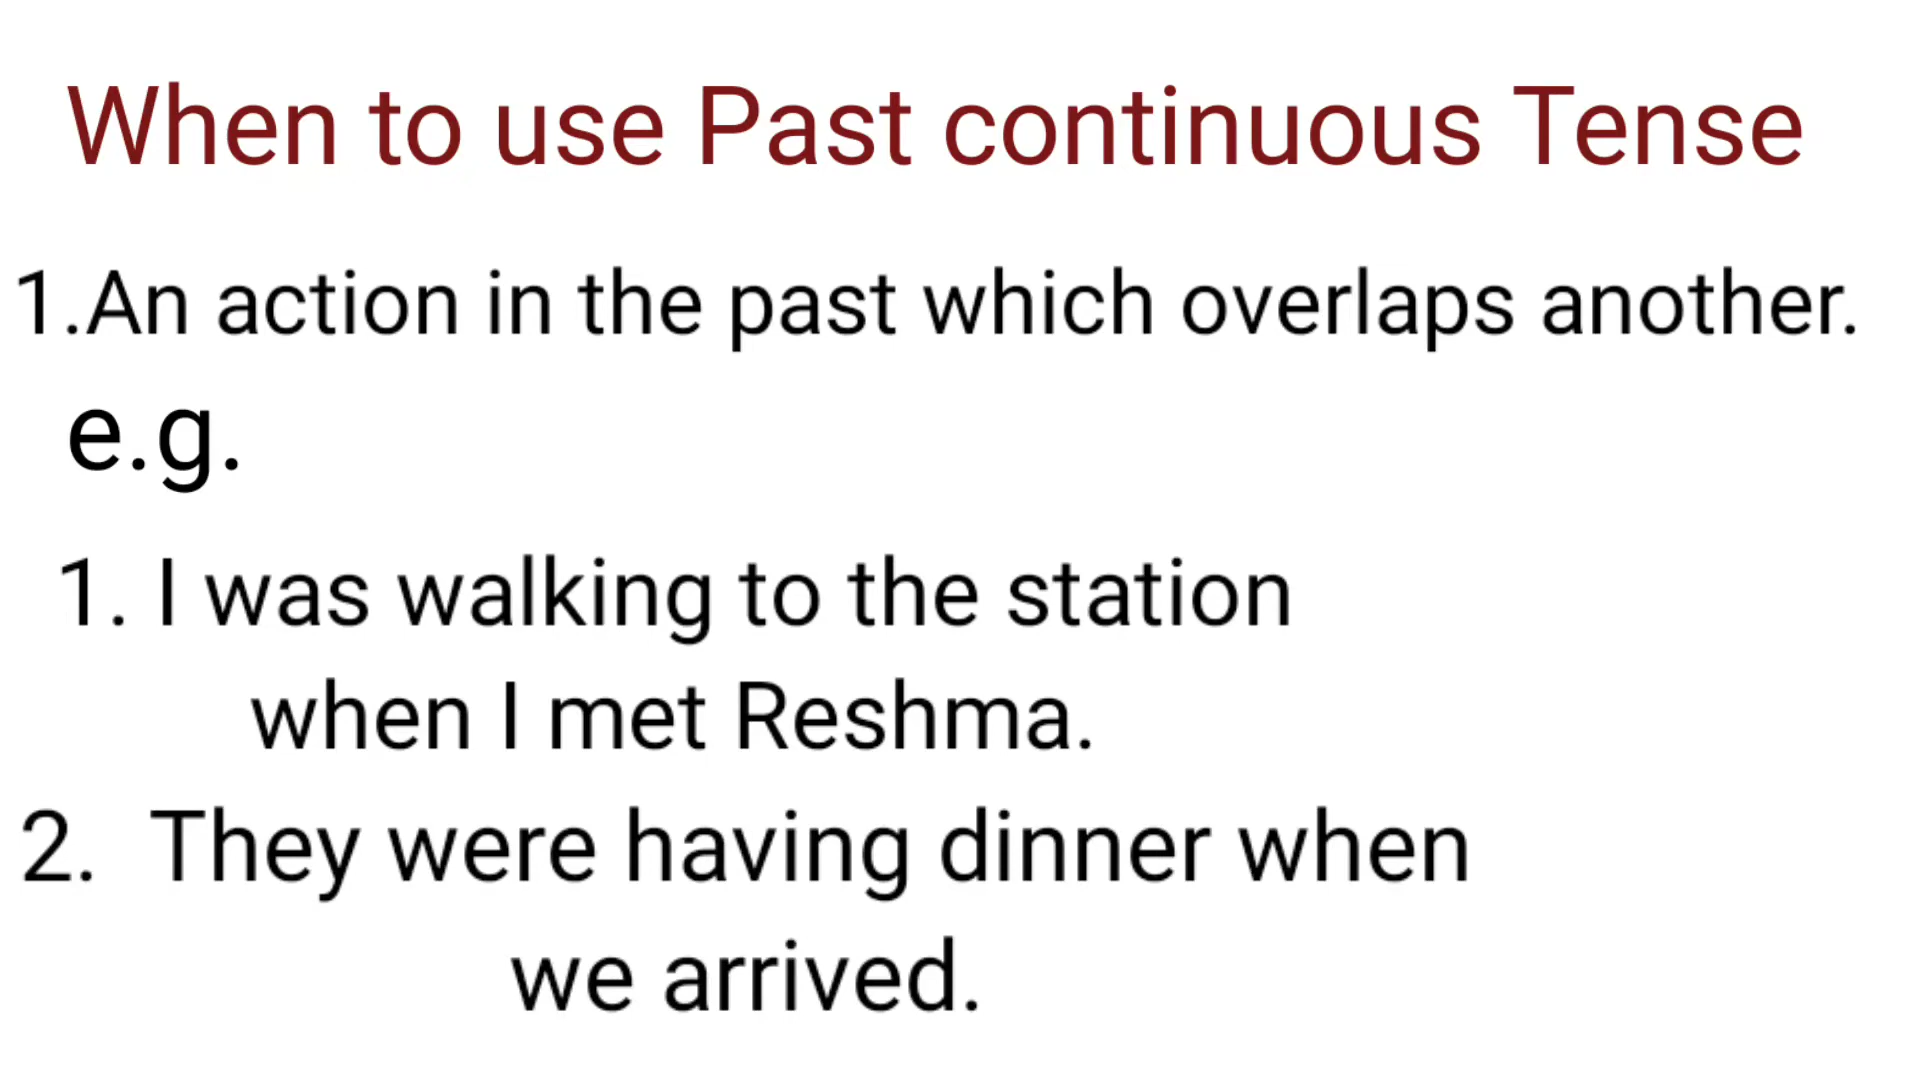 When to use Past continuous Tense
1.An action in the past which overlaps another.
e.g.
1. I was walking to the station
when I met Reshma.
2. They were having dinner when
we arrived.